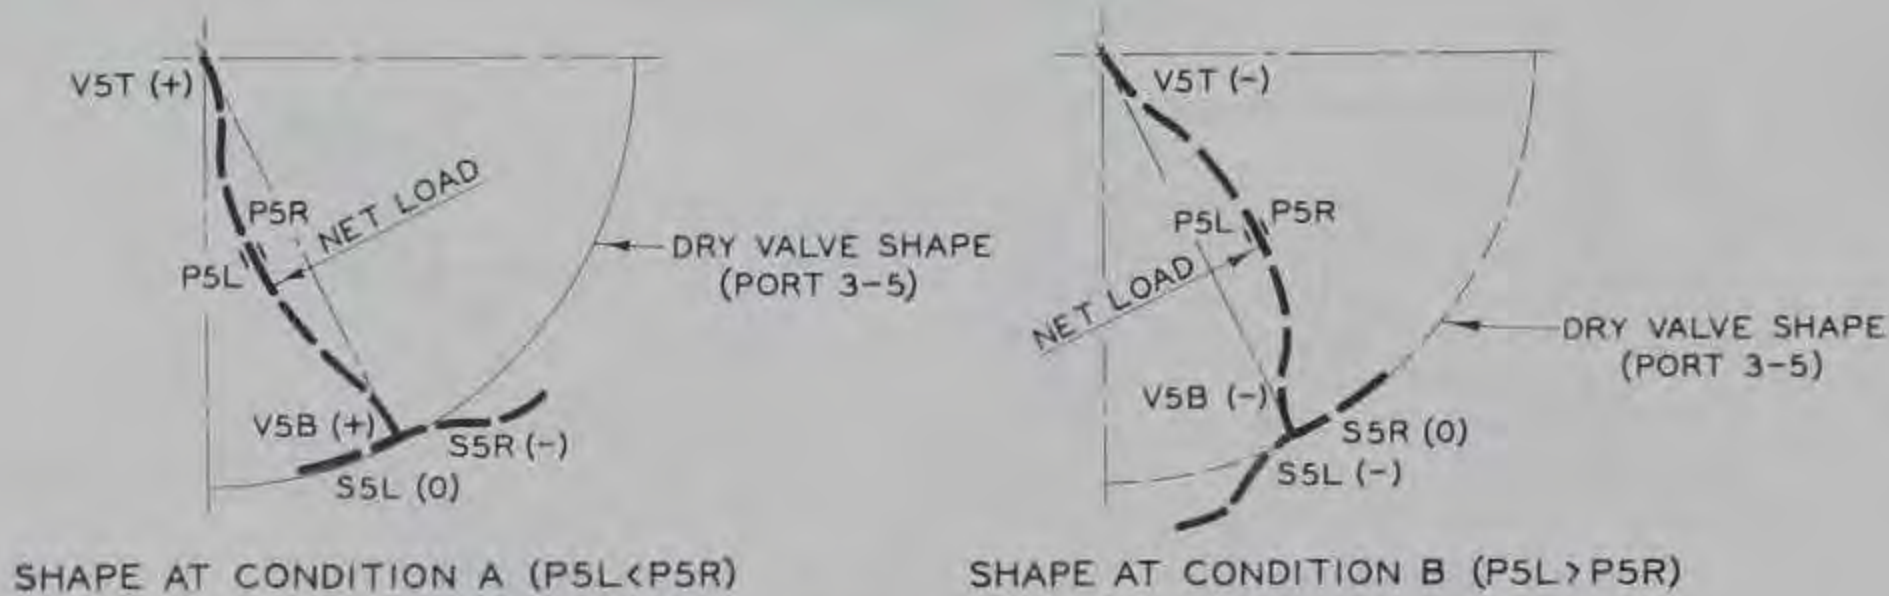 V5T (+)
P5R
NET LOAD
P5L
DRY VALVE SHAPE
(PORT 3-5)
V5B (+)
S5R (-)
S5L (0)
SHAPE AT CONDITION A (P5L<P5R)
V5T (-)
P5L
P5R
NET LOAD
DRY VALVE SHAPE
(PORT 3-5)
V5B (-)
S5R (0)
S5L (-)
SHAPE AT CONDITION B (P5L>P5R)